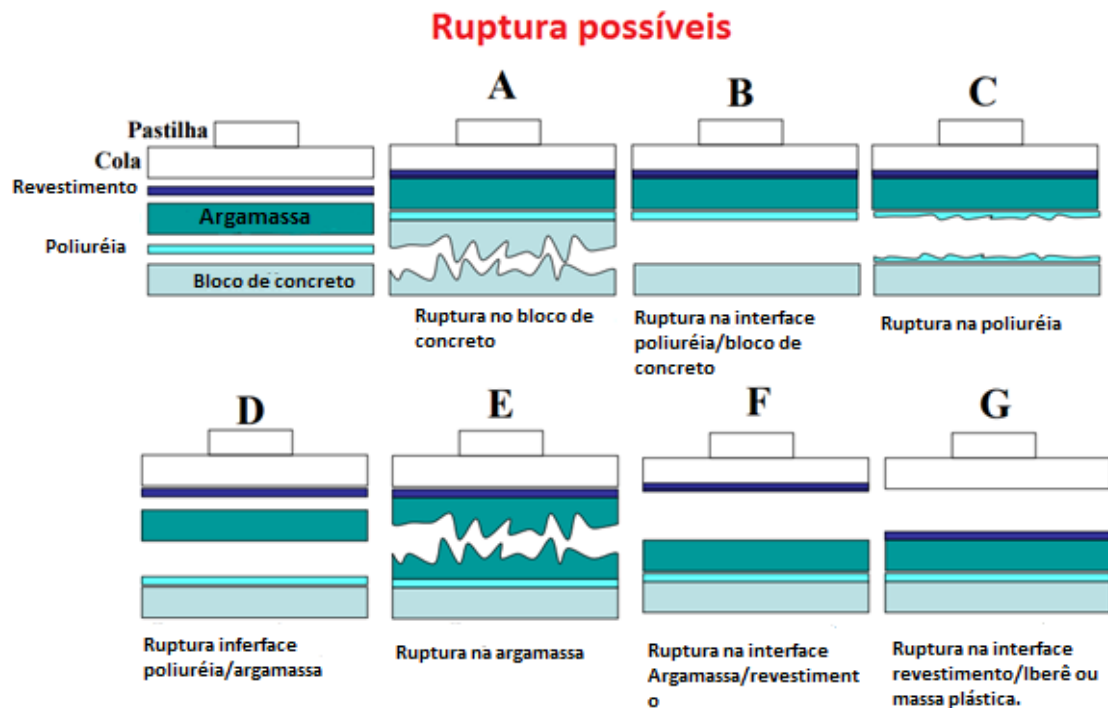 Ruptura possíveis
A
B
C
Pastilha
Cola
Revestimento
Argamassa
Poliuréia
Bloco de concreto
Ruptura no bloco de
concreto
Ruptura na interface
poliuréia/bloco de
concreto
Ruptura na poliuréia
D
E
F
G
Ruptura inferface
poliuréia/argamassa
Ruptura na argamassa
Ruptura na interface
Argamassa/revestiment
o
Ruptura na interface
revestimento/Iberê ou
massa plástica.